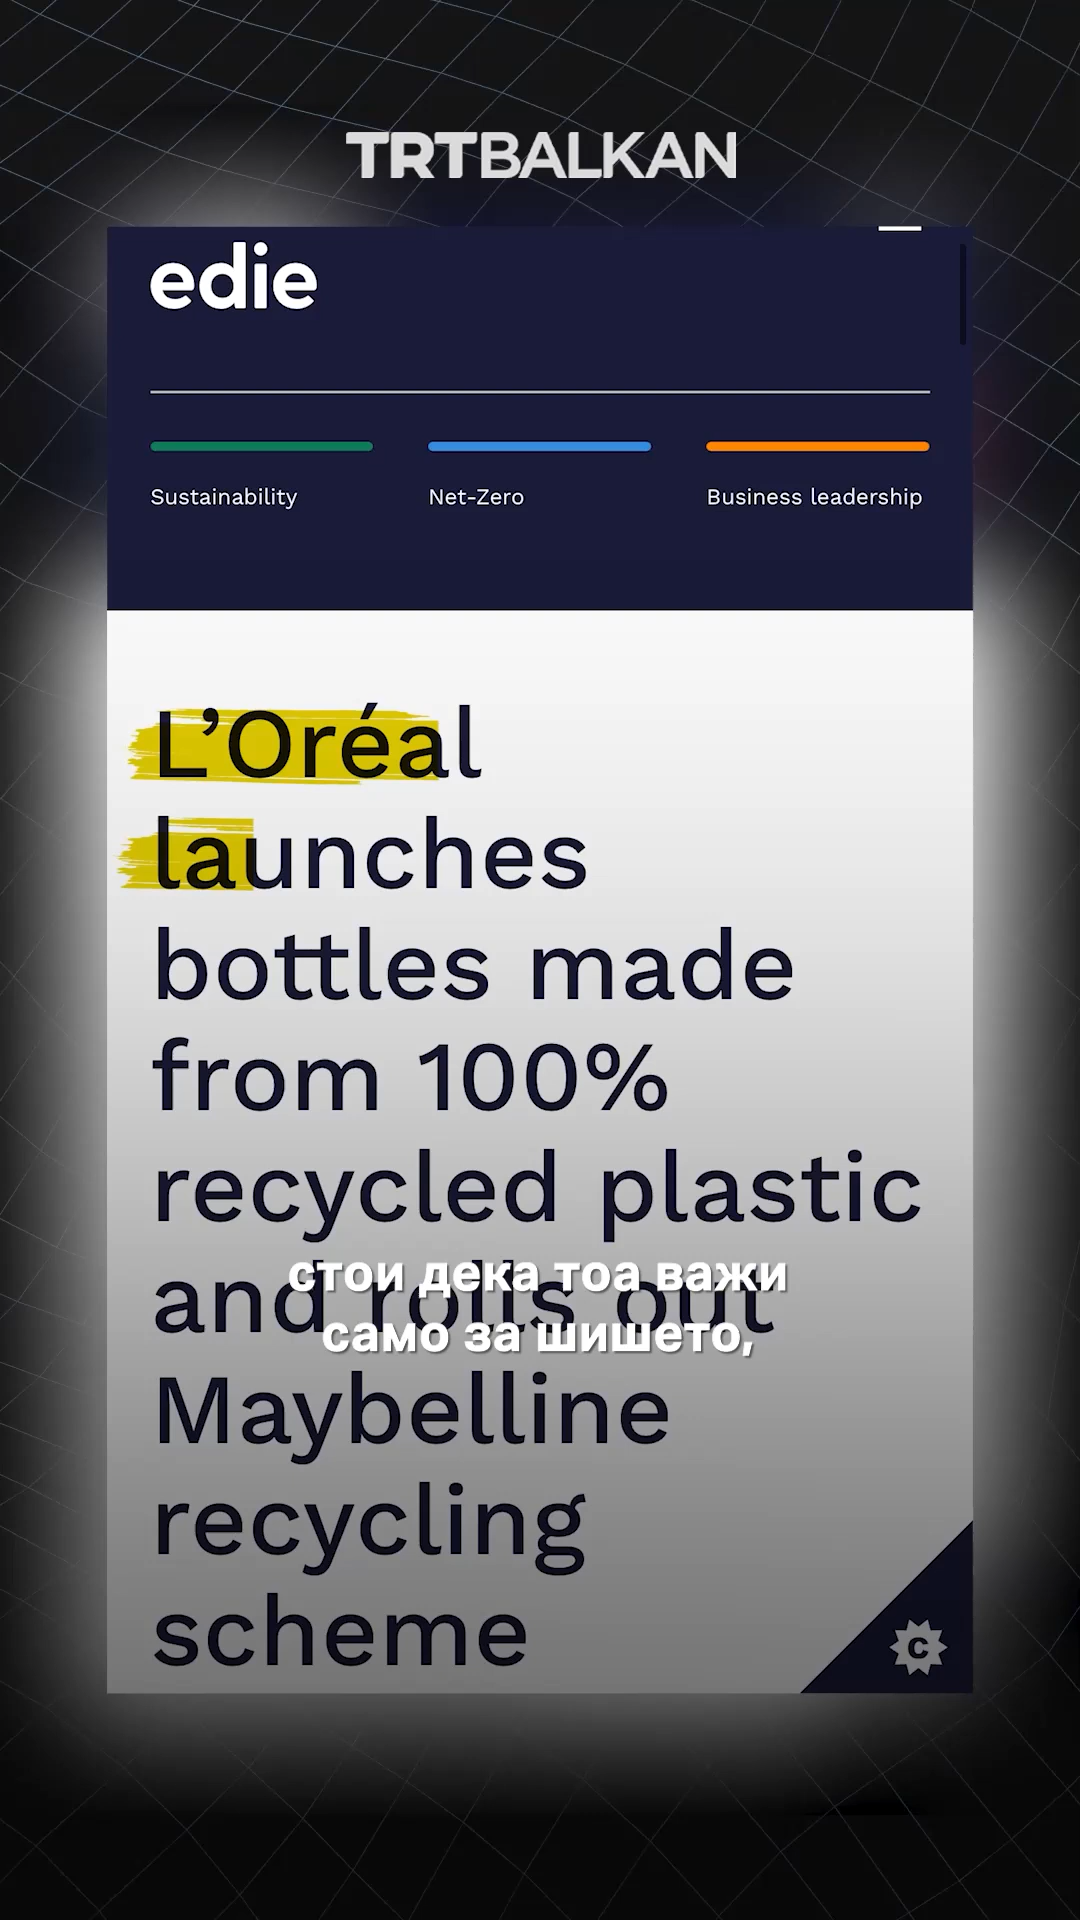 TRTBALKAN
edie
Sustainability
Net-Zero
Business leadership
L’Oréal
launches
bottles made
from 100%
recycled plastic
and rolls out
стои дека тоа важи
само за шишето,
Maybelline
recycling
scheme
C